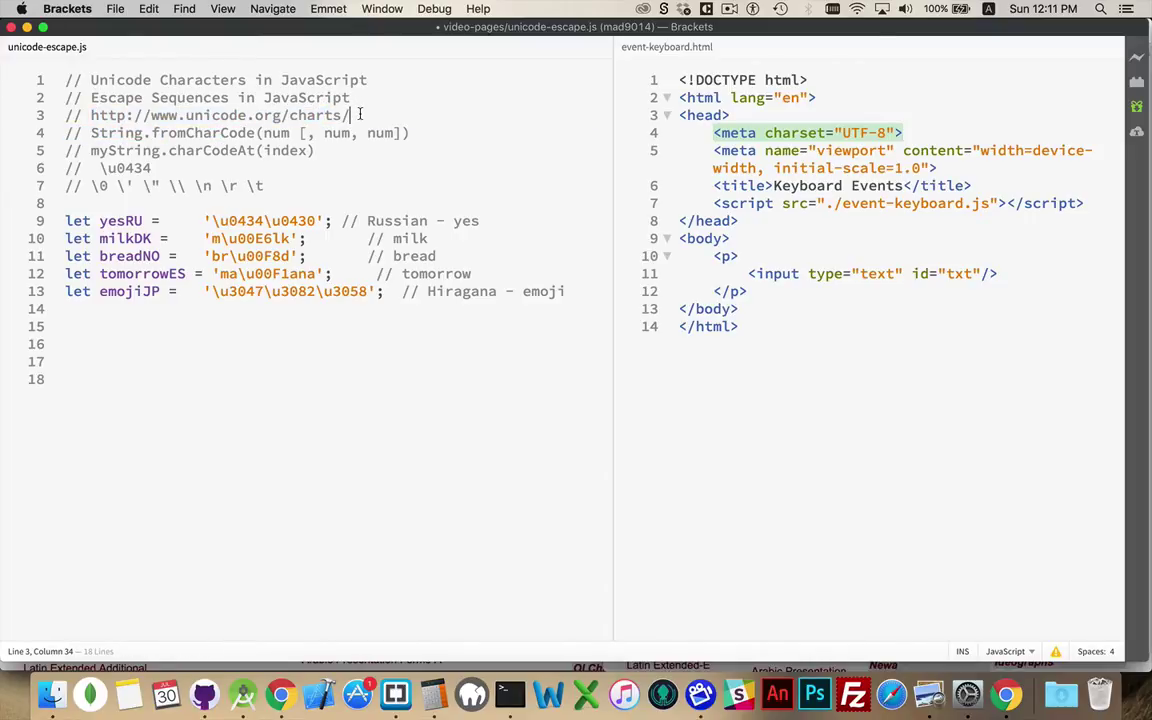 Brackets File Edit Find View Navigate Emmet Window Debug Help 100% A Sun 12:11 PM
• video-pages/unicode-escape.js (mad9014) — Brackets
unicode-escape.js
1 // Unicode Characters in JavaScript
2 // Escape Sequences in JavaScript
3 // http://www.unicode.org/charts/
4 // String.fromCharCode(num [, num, num])
5 // myString.charCodeAt(index)
6 //  \u0434
7 // \0 \' \" \\ \n \r \t
8
9 let yesRU =     '\u0434\u0430'; // Russian - yes
10 let milkDK =    'm\u00E6lk';       // milk
11 let breadNO =   'br\u00F8d';       // bread
12 let tomorrowES = 'ma\u00F1ana';     // tomorrow
13 let emojiJP =   '\u3047\u3082\u3058';  // Hiragana - emoji
14
15
16
17
18
event-keyboard.html
1 <!DOCTYPE html>
2 <html lang="en">
3 <head>
4 <meta charset="UTF-8">
5 <meta name="viewport" content="width=device-
width, initial-scale=1.0">
6 <title>Keyboard Events</title>
7 <script src="./event-keyboard.js"></script>
8 </head>
9 <body>
10 <p>
11 <input type="text" id="txt"/>
12 </p>
13 </body>
14 </html>
Line 3, Column 34 — 18 Lines
INS JavaScript Spaces: 4
Latin Extended Additional
Latin Extended-E
Arabic Presentation
Newa
JUL 30
1
An Ps Fz